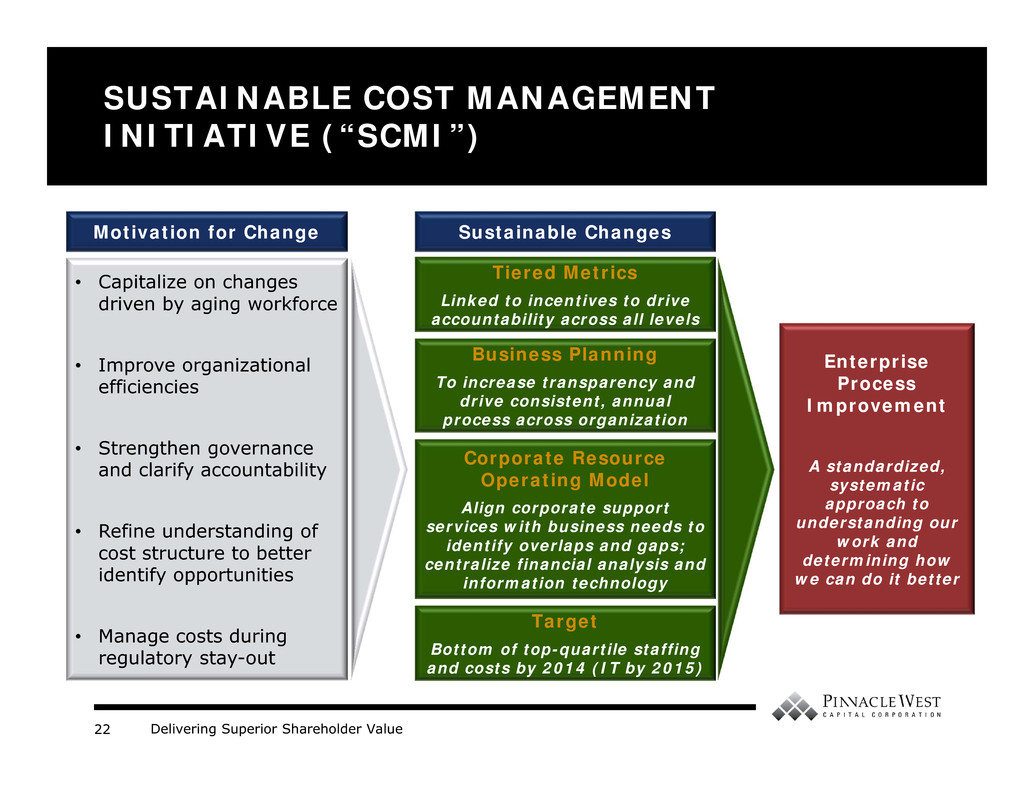 SUSTAINABLE COST MANAGEMENT
INITIATIVE (“SCMI”)
Motivation for Change
• Capitalize on changes
driven by aging workforce
• Improve organizational
efficiencies
• Strengthen governance
and clarify accountability
• Refine understanding of
cost structure to better
identify opportunities
• Manage costs during
regulatory stay-out
Sustainable Changes
Tiered Metrics
Linked to incentives to drive
accountability across all levels
Business Planning
To increase transparency and
drive consistent, annual
process across organization
Corporate Resource
Operating Model
Align corporate support
services with business needs to
identify overlaps and gaps;
centralize financial analysis and
information technology
Target
Bottom of top-quartile staffing
and costs by 2014 (IT by 2015)
Enterprise
Process
Improvement
A standardized,
systematic
approach to
understanding our
work and
determining how
we can do it better
PINNACLE WEST
CAPITAL CORPORATION
22 Delivering Superior Shareholder Value